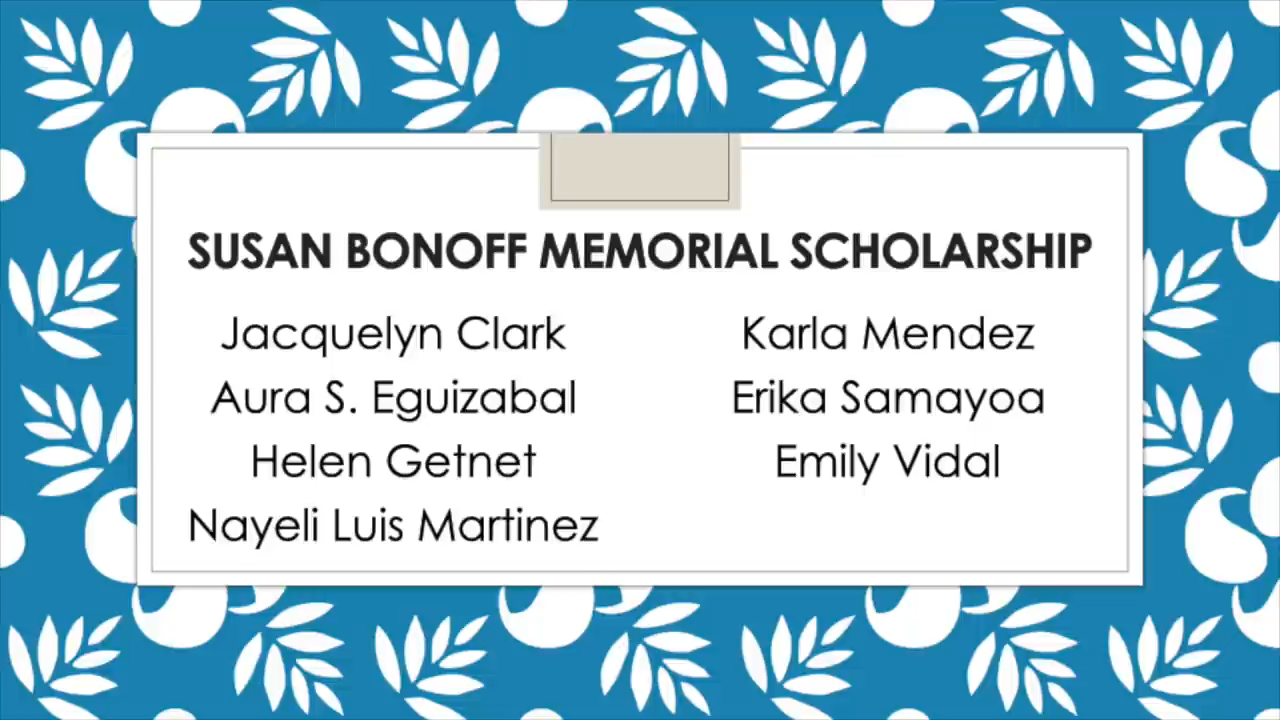 SUSAN BONOFF MEMORIAL SCHOLARSHIP
Jacquelyn Clark
Aura S. Eguizabal
Helen Getnet
Nayeli Luis Martinez
Karla Mendez
Erika Samayoa
Emily Vidal